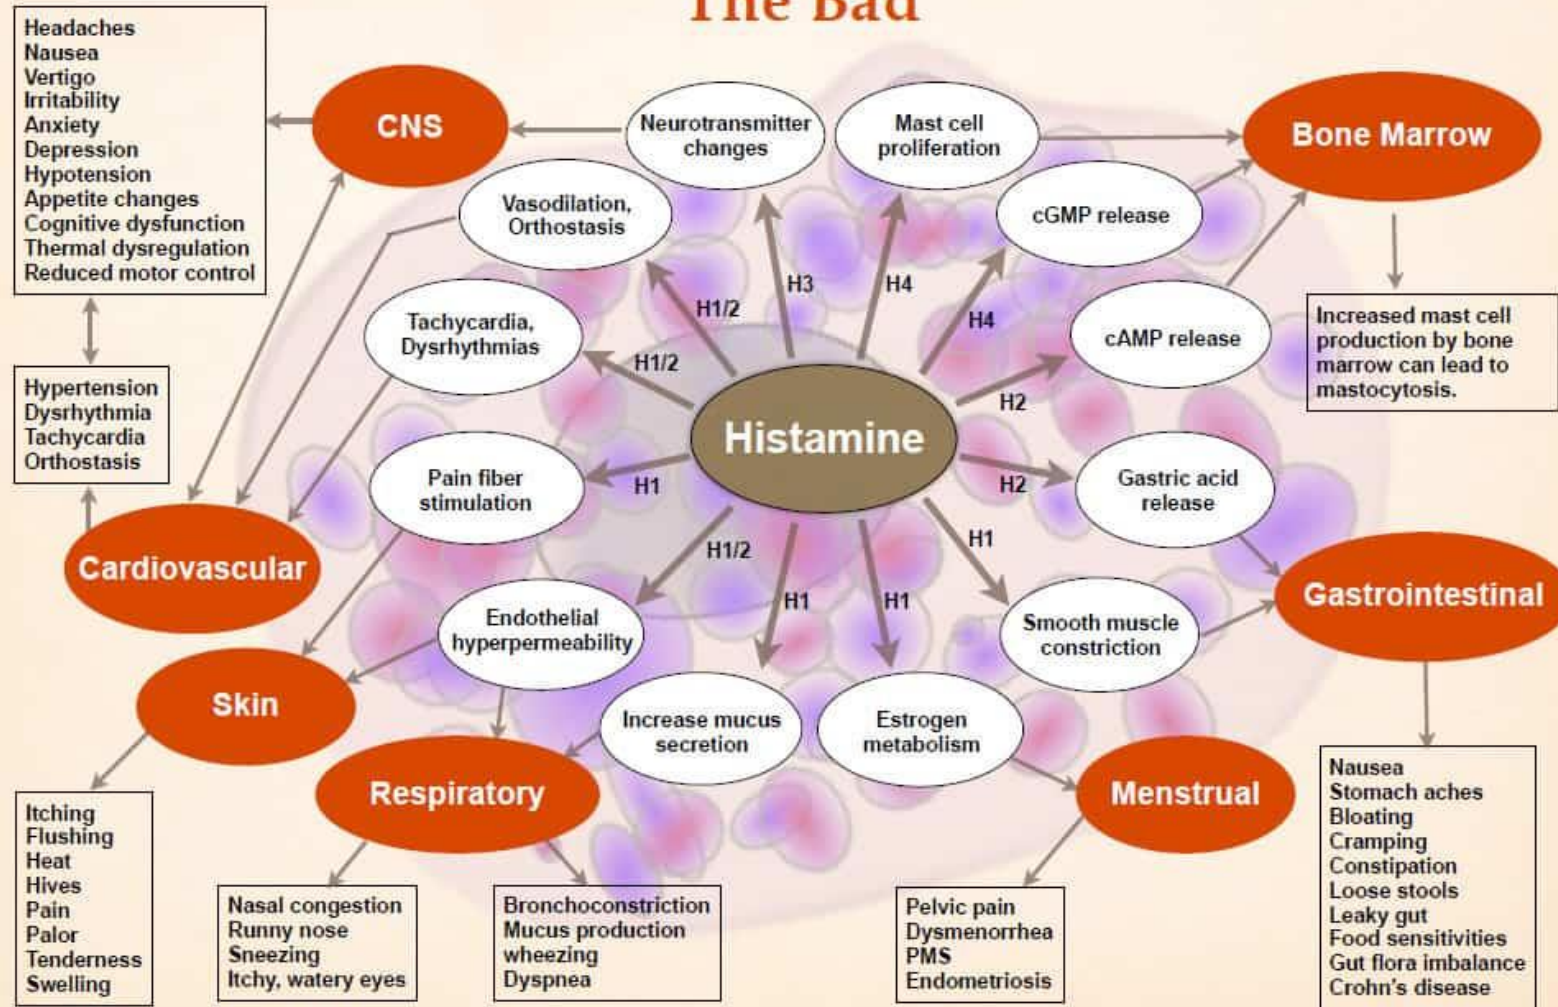 The Bad
Headaches
Nausea
Vertigo
Irritability
Anxiety
Depression
Hypotension
Appetite changes
Cognitive dysfunction
Thermal dysregulation
Reduced motor control
CNS
Neurotransmitter
changes
Mast cell
proliferation
Bone Marrow
Vasodilation,
Orthostasis
cGMP release
Tachycardia,
Dysrhythmias
cAMP release
Increased mast cell
production by bone
marrow can lead to
mastocytosis.
H1/2
H3
H4
H4
H1/2
H2
Hypertension
Dysrhythmia
Tachycardia
Orthostasis
Histamine
Pain fiber
stimulation
H1
H2
Gastric acid
release
H1/2
H1
H1
H1
Cardiovascular
Gastrointestinal
Endothelial
hyperpermeability
Smooth muscle
constriction
Skin
Increase mucus
secretion
Estrogen
metabolism
Respiratory
Menstrual
Itching
Flushing
Heat
Hives
Pain
Palor
Tenderness
Swelling
Nasal congestion
Runny nose
Sneezing
Itchy, watery eyes
Bronchoconstriction
Mucus production
wheezing
Dyspnea
Pelvic pain
Dysmenorrhea
PMS
Endometriosis
Nausea
Stomach aches
Bloating
Cramping
Constipation
Loose stools
Leaky gut
Food sensitivities
Gut flora imbalance
Crohn's disease